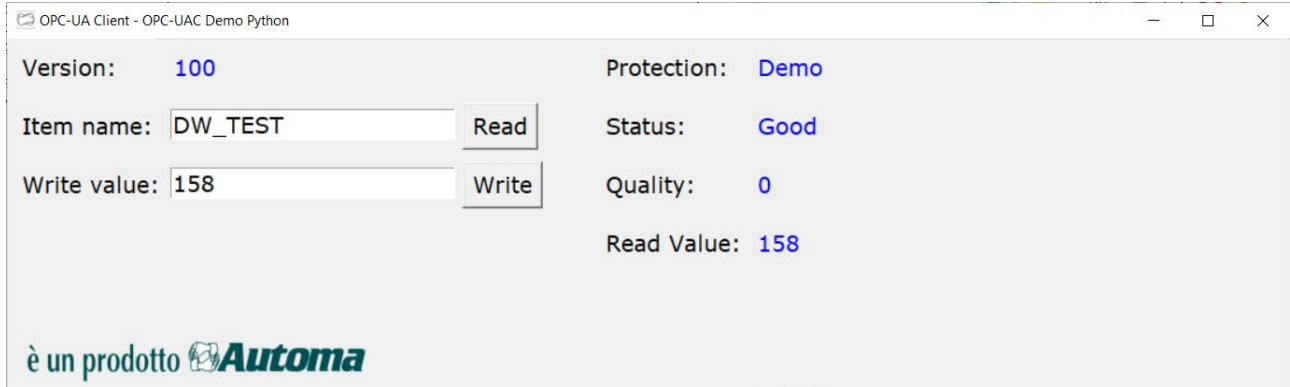 OPC-UA Client - OPC-UAC Demo Python
Version: 100 Protection: Demo
Item name: DW_TEST Read Status: Good
Write value: 158 Write Quality: 0
Read Value: 158
è un prodotto Automa